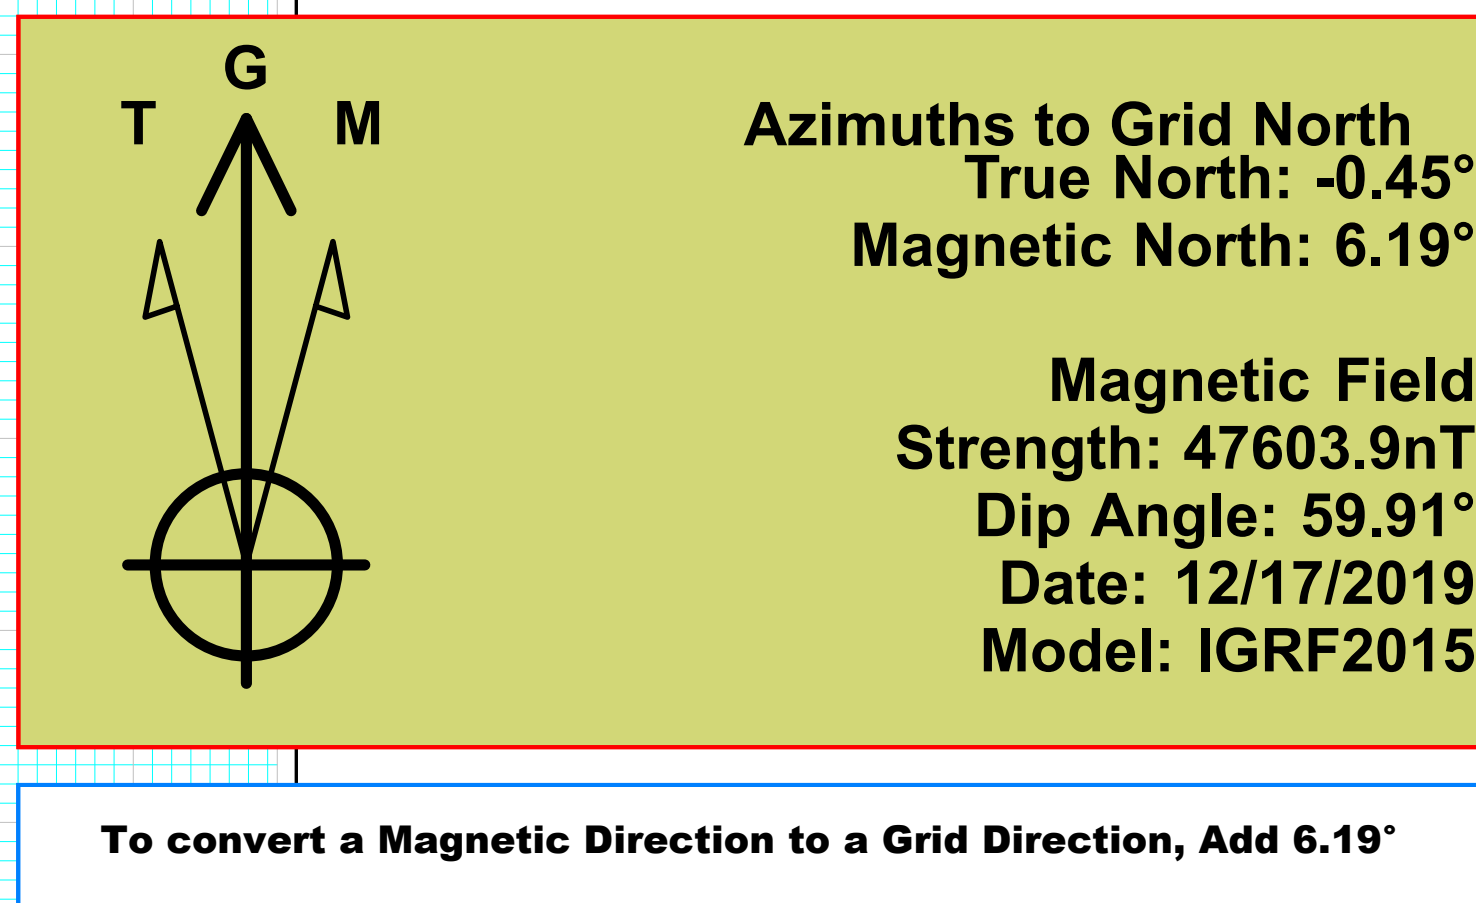 G
T M
Azimuths to Grid North
True North: -0.45°
Magnetic North: 6.19°
Magnetic Field
Strength: 47603.9nT
Dip Angle: 59.91°
Date: 12/17/2019
Model: IGRF2015
To convert a Magnetic Direction to a Grid Direction, Add 6.19°